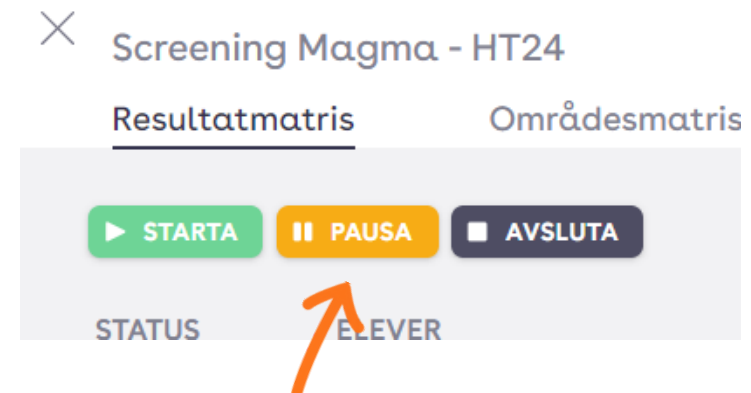 Screening Magma - HT24
Resultatmatris Områdesmatris
STARTA PAUSA AVSLUTA
STATUS ELEVER